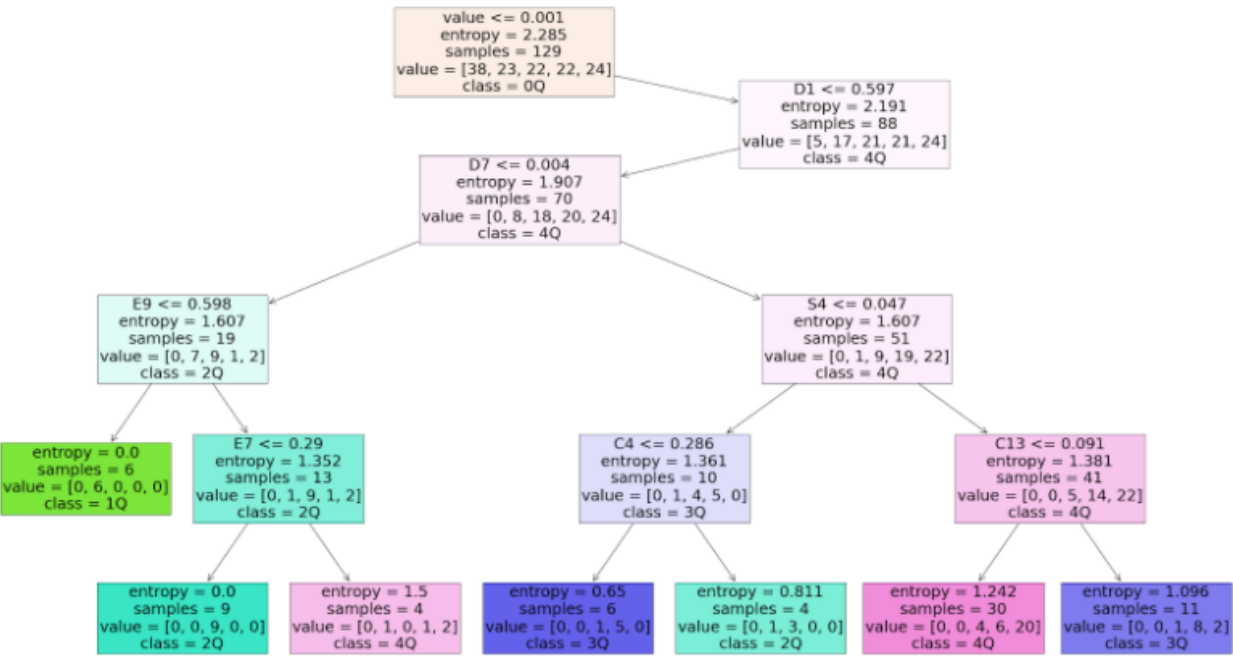 value <= 0.001
entropy = 2.285
samples = 129
value = [38, 23, 22, 22, 24]
class = 0Q
D1 <= 0.597
entropy = 2.191
samples = 88
value = [5, 17, 21, 21, 24]
class = 4Q
D7 <= 0.004
entropy = 1.907
samples = 70
value = [0, 8, 18, 20, 24]
class = 4Q
E9 <= 0.598
entropy = 1.607
samples = 19
value = [0, 7, 9, 1, 2]
class = 2Q
S4 <= 0.047
entropy = 1.607
samples = 51
value = [0, 1, 9, 19, 22]
class = 4Q
entropy = 0.0
samples = 6
value = [0, 6, 0, 0, 0]
class = 1Q
E7 <= 0.29
entropy = 1.352
samples = 13
value = [0, 1, 9, 1, 2]
class = 2Q
C4 <= 0.286
entropy = 1.361
samples = 10
value = [0, 1, 4, 5, 0]
class = 3Q
C13 <= 0.091
entropy = 1.381
samples = 41
value = [0, 0, 5, 14, 22]
class = 4Q
entropy = 0.0
samples = 9
value = [0, 0, 9, 0, 0]
class = 2Q
entropy = 1.5
samples = 4
value = [0, 1, 0, 1, 2]
class = 4Q
entropy = 0.65
samples = 6
value = [0, 0, 1, 5, 0]
class = 3Q
entropy = 0.811
samples = 4
value = [0, 1, 3, 0, 0]
class = 2Q
entropy = 1.242
samples = 30
value = [0, 0, 4, 6, 20]
class = 4Q
entropy = 1.096
samples = 11
value = [0, 0, 1, 8, 2]
class = 3Q